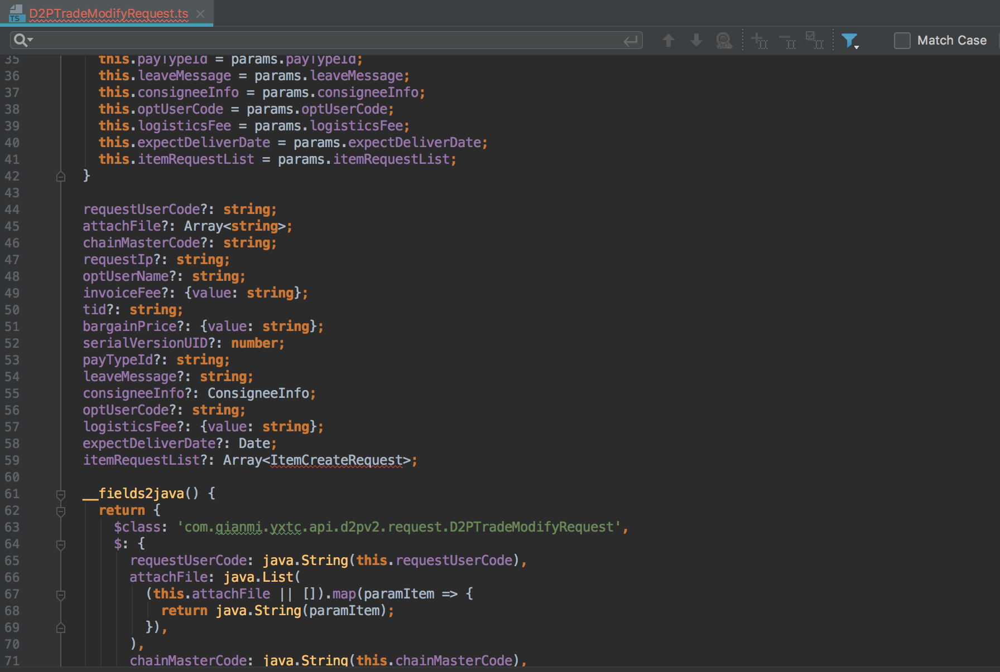 D2PTradeModifyRequest.ts
TS
Match Case
35 this.payTypeId = params.payTypeId;
36 this.leaveMessage = params.leaveMessage;
37 this.consigneeInfo = params.consigneeInfo;
38 this.optUserCode = params.optUserCode;
39 this.logisticsFee = params.logisticsFee;
40 this.expectDeliverDate = params.expectDeliverDate;
41 this.itemRequestList = params.itemRequestList;
42 }
43
44 requestUserCode?: string;
45 attachFile?: Array<string>;
46 chainMasterCode?: string;
47 requestIp?: string;
48 optUserName?: string;
49 invoiceFee?: {value: string};
50 tid?: string;
51 bargainPrice?: {value: string};
52 serialVersionUID?: number;
53 payTypeId?: string;
54 leaveMessage?: string;
55 consigneeInfo?: ConsigneeInfo;
56 optUserCode?: string;
57 logisticsFee?: {value: string};
58 expectDeliverDate?: Date;
59 itemRequestList?: Array<ItemCreateRequest>;
60
61 __fields2java() {
62 return {
63 $class: 'com.qianmi.yxtc.api.d2pv2.request.D2PTradeModifyRequest',
64 $: {
65 requestUserCode: java.String(this.requestUserCode),
66 attachFile: java.List(
67 (this.attachFile || []).map(paramItem => {
68 return java.String(paramItem);
69 }),
70 ),
71 chainMasterCode: java.String(this.chainMasterCode),